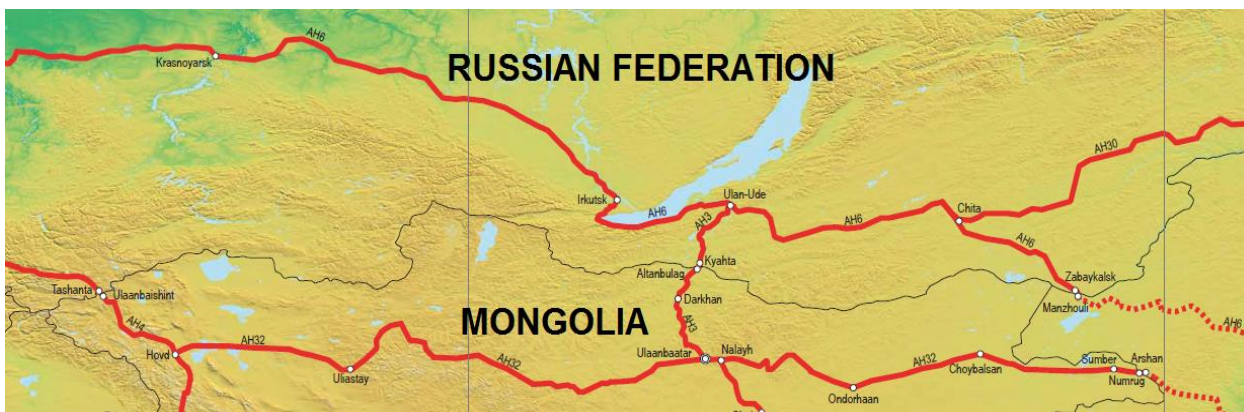 AH6
Krasnoyarsk
RUSSIAN FEDERATION
AH30
Irkutsk
Ulan-Ude
AH6
AH3
AH6
Chita
AH6
Kyahta
Altanbulag
Zabaykalsk
Manzhouli
AH6
Tashanta
Ulaanbaishint
Darkhan
AH4
MONGOLIA
AH3
Hovd
AH32
Uliastay
AH32
Ulaanbaatar
Nalayh
AH32
Choybalsan
Sumber
Arshan
Numrug
Ondorhaan